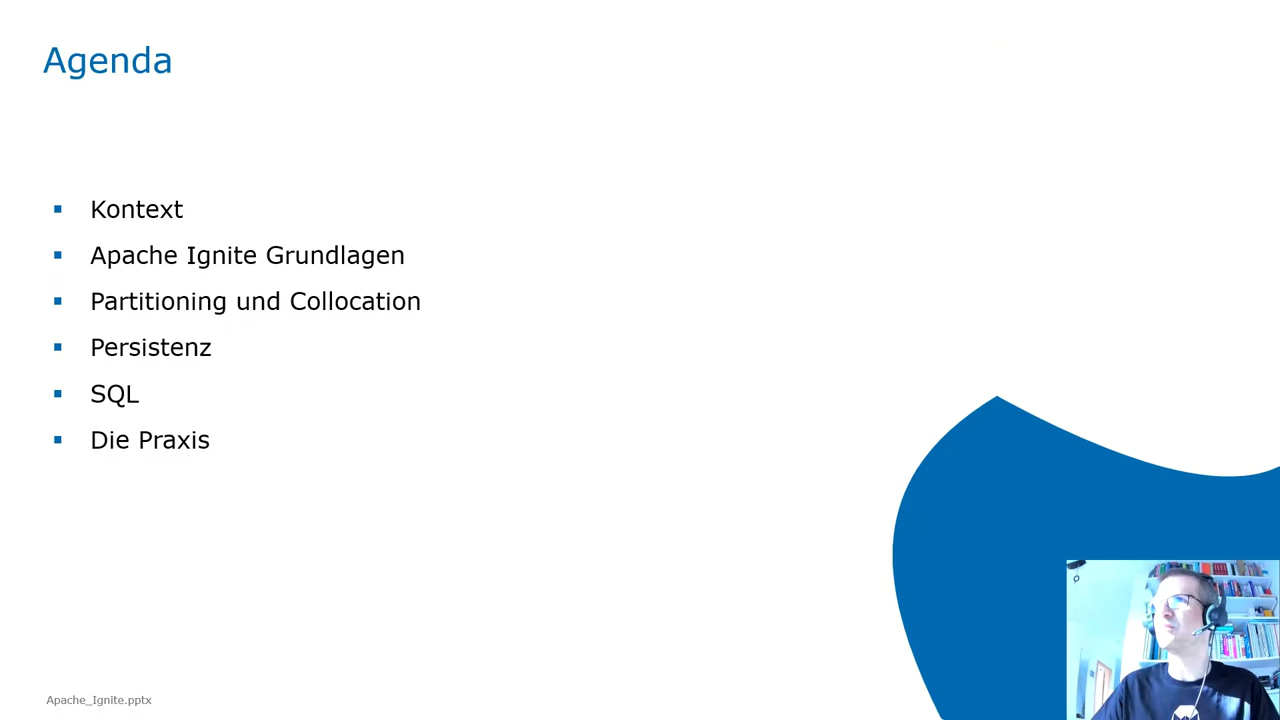 Agenda
Kontext
Apache Ignite Grundlagen
Partitioning und Collocation
Persistenz
SQL
Die Praxis
Apache_Ignite.pptx